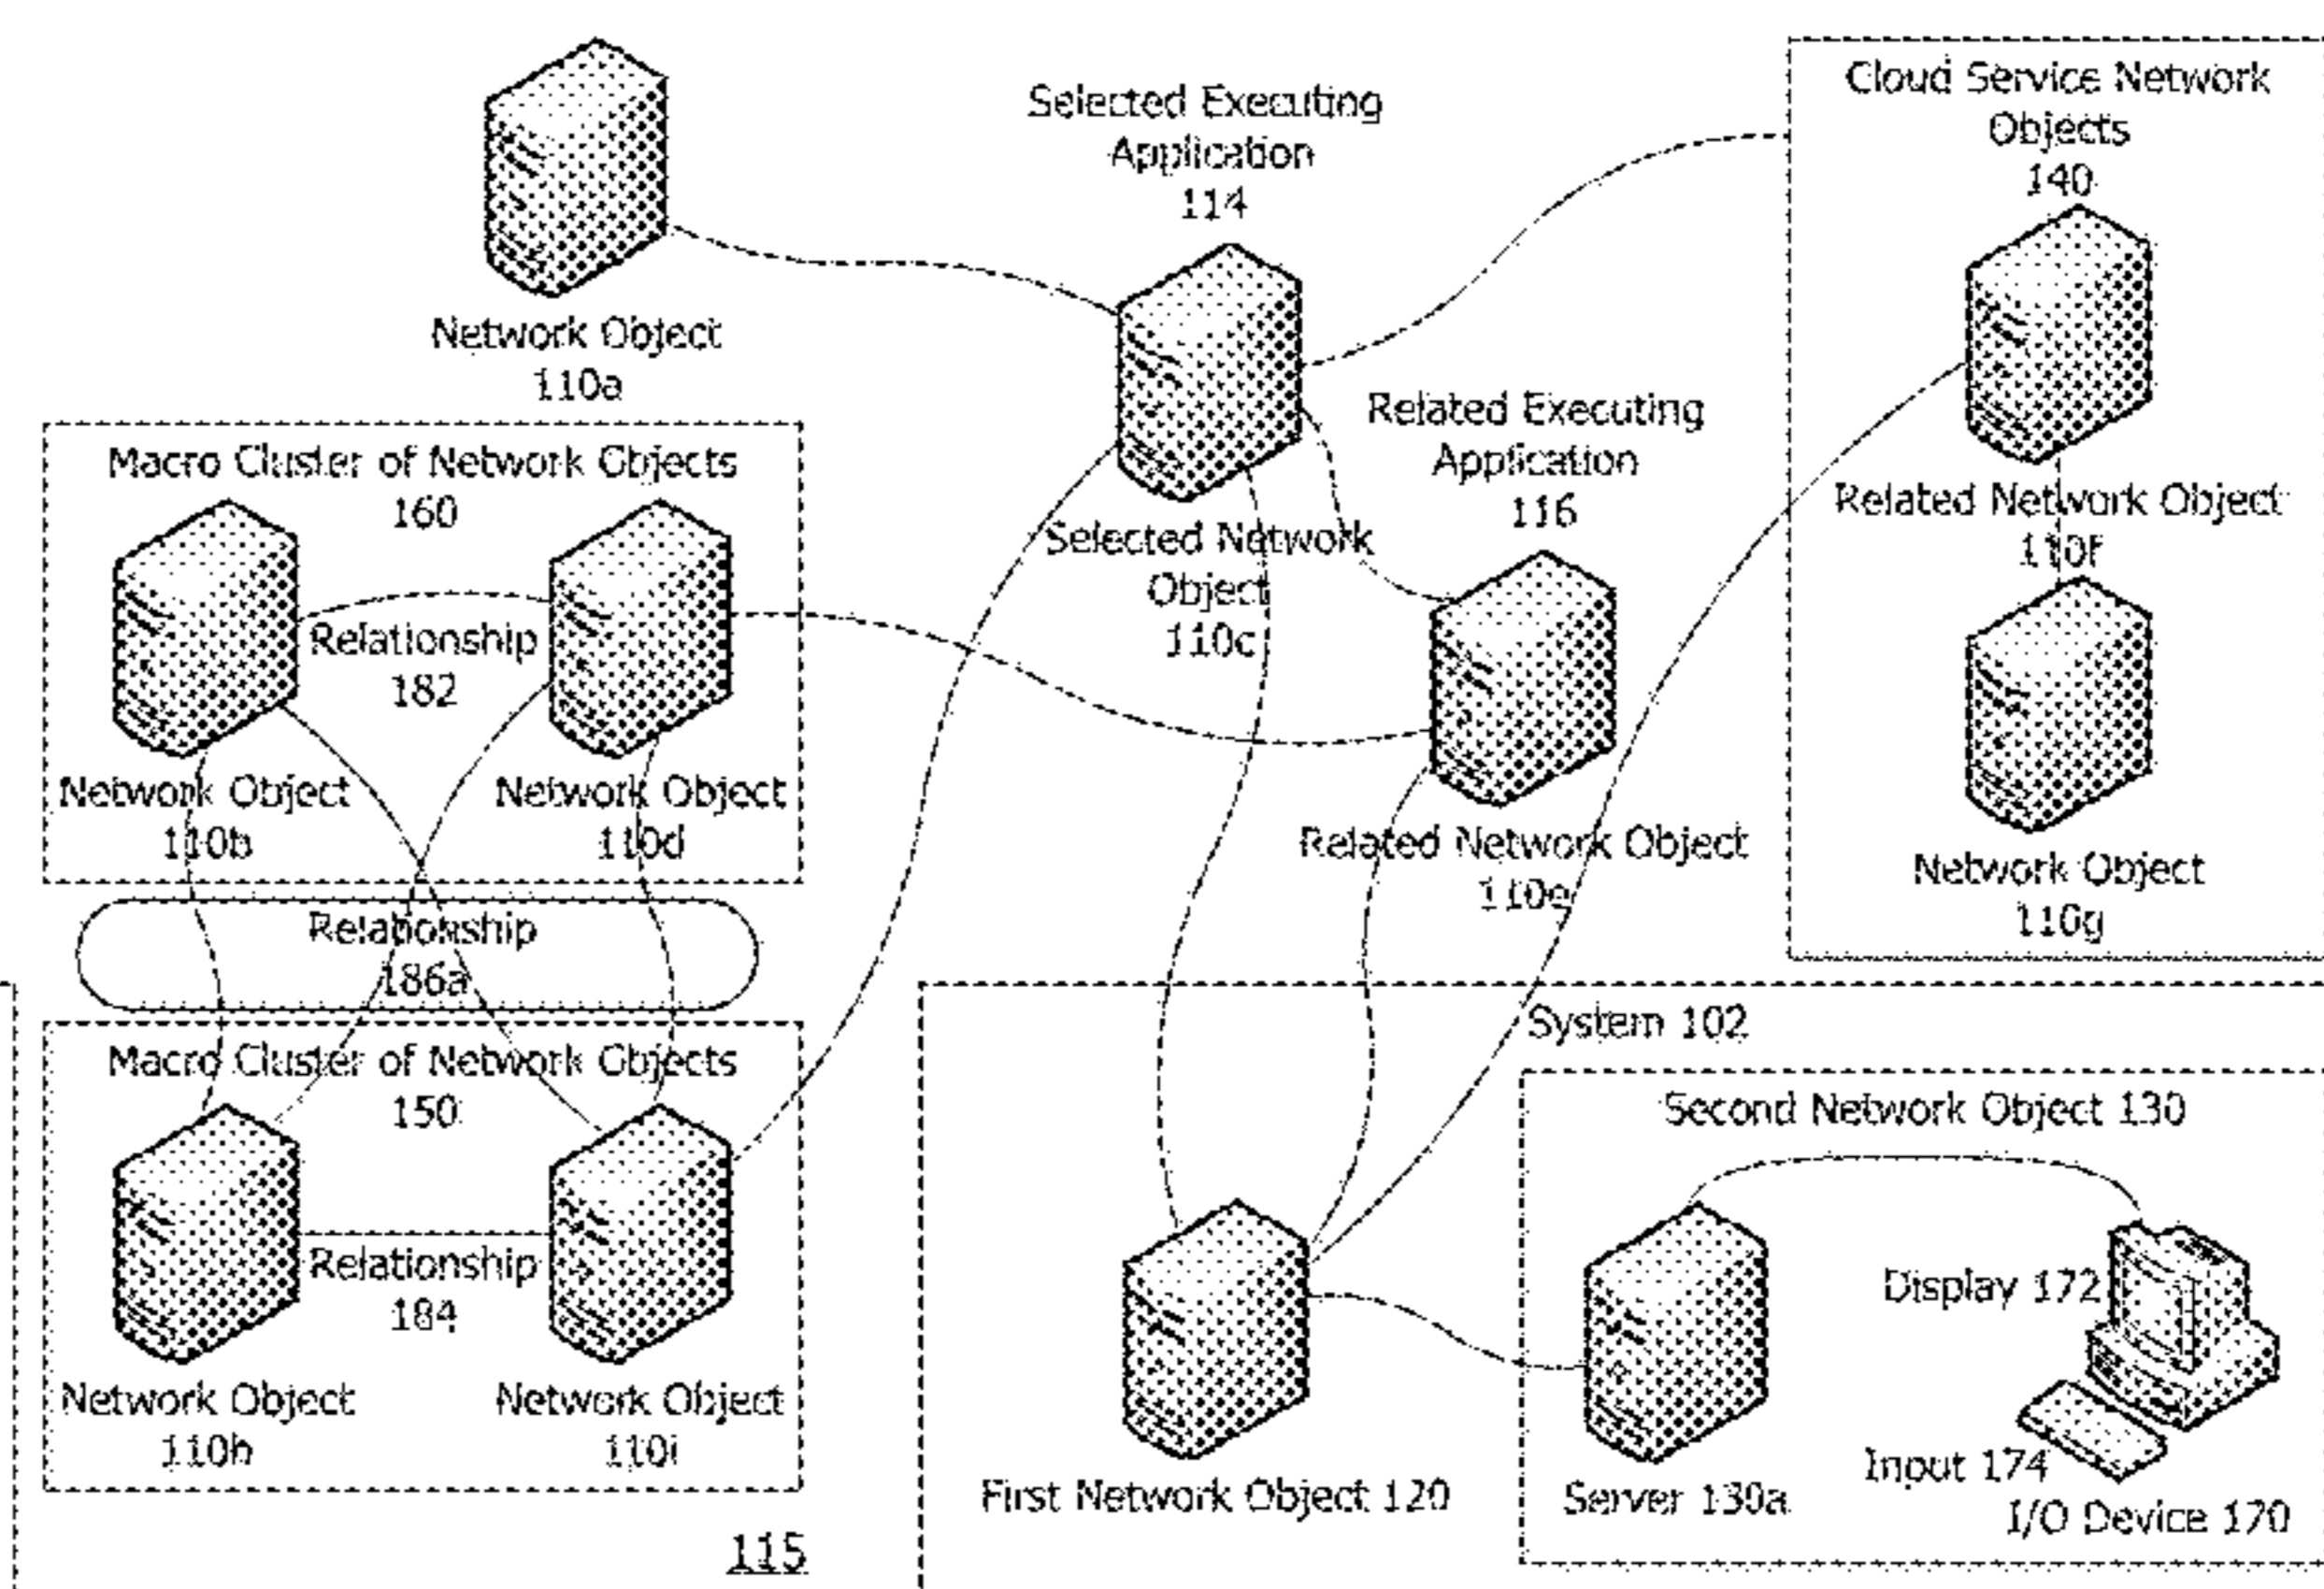 Selected Executing
Application
114
Cloud Service Network
Objects
140
Network Object
110a
Related Executing
Application
116
Macro Cluster of Network Objects
160
Selected Network
Object
110c
Related Network Object
110f
Relationship
182
Network Object
110b
Network Object
110d
Related Network Object
110e
Network Object
110g
Relationship
186a
System 102
Macro Cluster of Network Objects
150
Second Network Object 130
Relationship
184
Display 172
Network Object
110h
Network Object
110i
First Network Object 120
Server 130a
Input 174
I/O Device 170
115